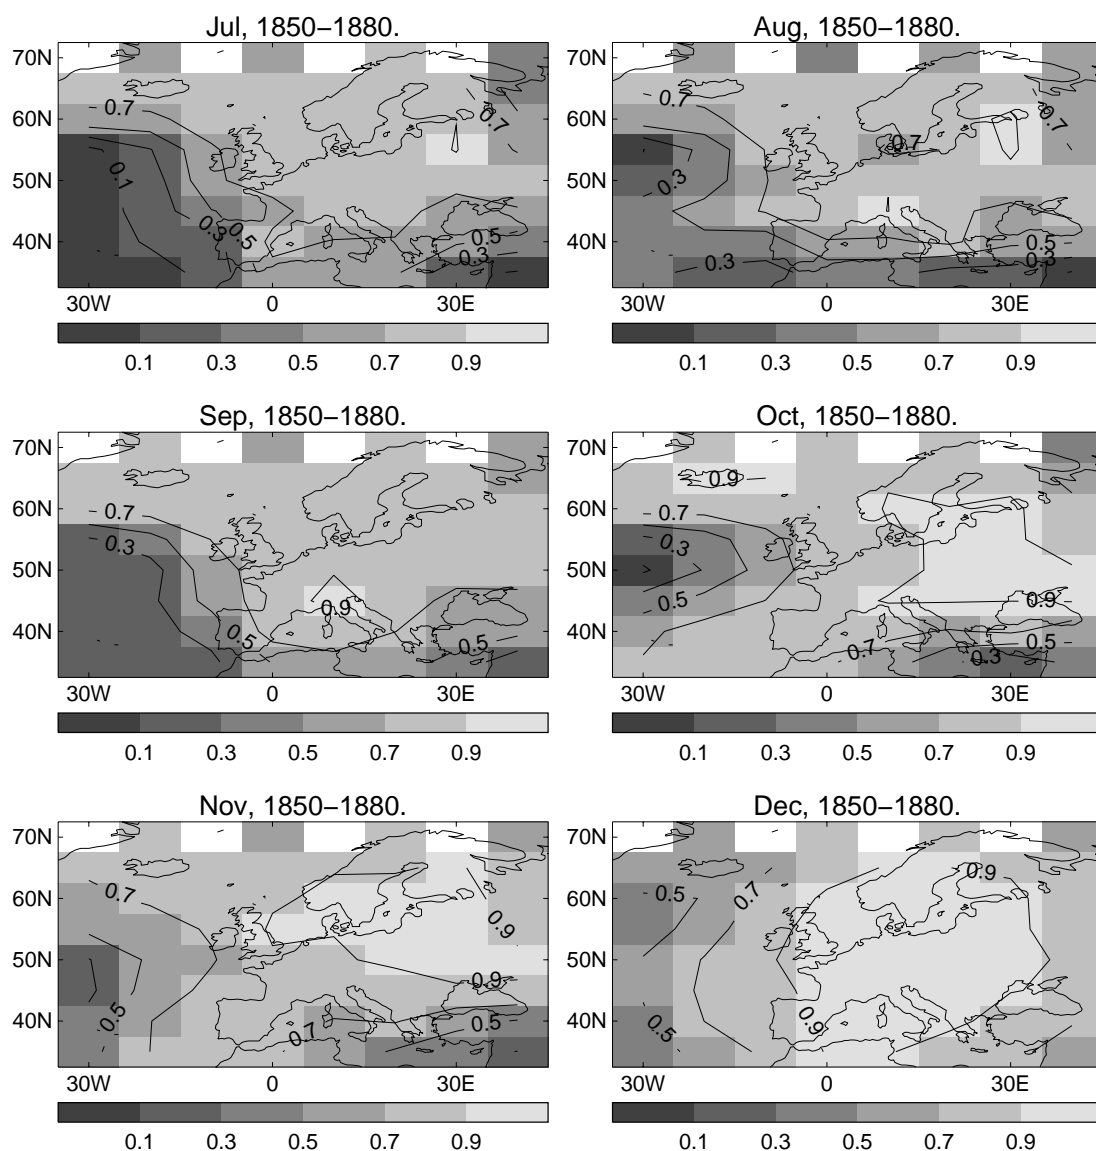 Jul, 1850−1880.
Aug, 1850−1880.
70N
60N
50N
40N
0.7
0.1
0.3
0.5
0.7
0.5
0.3
30W 0 30E
0.1 0.3 0.5 0.7 0.9
70N
60N
50N
40N
0.7
0.3
0.7
0.7
0.3
0.5
0.3
30W 0 30E
0.1 0.3 0.5 0.7 0.9
Sep, 1850−1880.
Oct, 1850−1880.
70N
60N
50N
40N
0.7
0.3
0.9
0.5
0.5
30W 0 30E
0.1 0.3 0.5 0.7 0.9
70N
60N
50N
40N
0.9
0.7
0.3
0.5
0.9
0.7
0.5
0.3
30W 0 30E
0.1 0.3 0.5 0.7 0.9
Nov, 1850−1880.
Dec, 1850−1880.
70N
60N
50N
40N
0.7
0.9
0.9
0.5
0.7
0.5
30W 0 30E
0.1 0.3 0.5 0.7 0.9
70N
60N
50N
40N
0.5
0.7
0.9
0.5
0.9
30W 0 30E
0.1 0.3 0.5 0.7 0.9